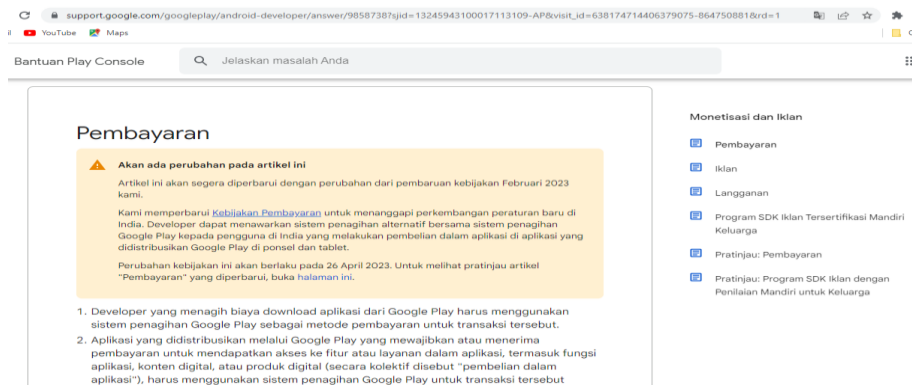 support.google.com/googleplay/android-developer/answer/9858738?sjid=13245943100017113109-AP&visit_id=638174714406379075-864750881&rd=1
YouTube Maps
Bantuan Play Console Jelaskan masalah Anda
Pembayaran
Akan ada perubahan pada artikel ini
Artikel ini akan segera diperbarui dengan perubahan dari pembaruan kebijakan Februari 2023
kami.
Kami memperbarui Kebijakan Pembayaran untuk menanggapi perkembangan peraturan baru di
India. Developer dapat menawarkan sistem penagihan alternatif bersama sistem penagihan
Google Play kepada pengguna di India yang melakukan pembelian dalam aplikasi di aplikasi yang
didistribusikan Google Play di ponsel dan tablet.
Perubahan kebijakan ini akan berlaku pada 26 April 2023. Untuk melihat pratinjau artikel
"Pembayaran" yang diperbarui, buka halaman ini.
1. Developer yang menagih biaya download aplikasi dari Google Play harus menggunakan
sistem penagihan Google Play sebagai metode pembayaran untuk transaksi tersebut.
2. Aplikasi yang didistribusikan melalui Google Play yang mewajibkan atau menerima
pembayaran untuk mendapatkan akses ke fitur atau layanan dalam aplikasi, termasuk fungsi
aplikasi, konten digital, atau produk digital (secara kolektif disebut "pembelian dalam
aplikasi"), harus menggunakan sistem penagihan Google Play untuk transaksi tersebut
Monetisasi dan Iklan
Pembayaran
Iklan
Langganan
Program SDK Iklan Tersertifikasi Mandiri
Keluarga
Pratinjau: Pembayaran
Pratinjau: Program SDK Iklan dengan
Penilaian Mandiri untuk Keluarga